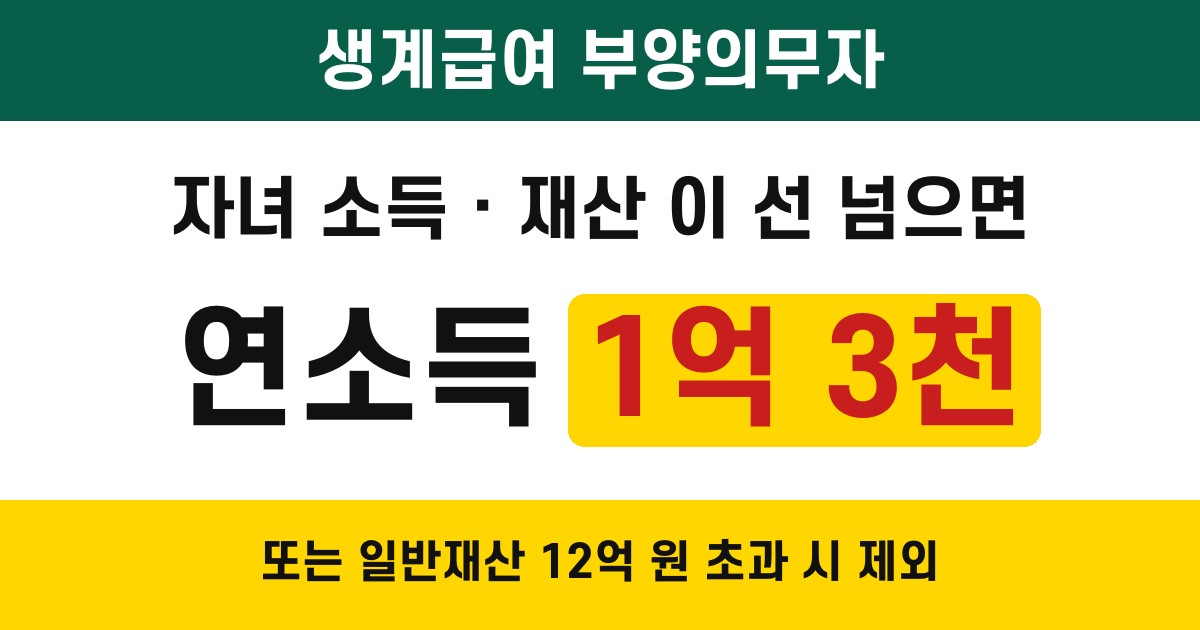 생계급여 부양의무자
자녀 소득 · 재산 이 선 넘으면
연소득 1억 3천
또는 일반재산 12억 원 초과 시 제외